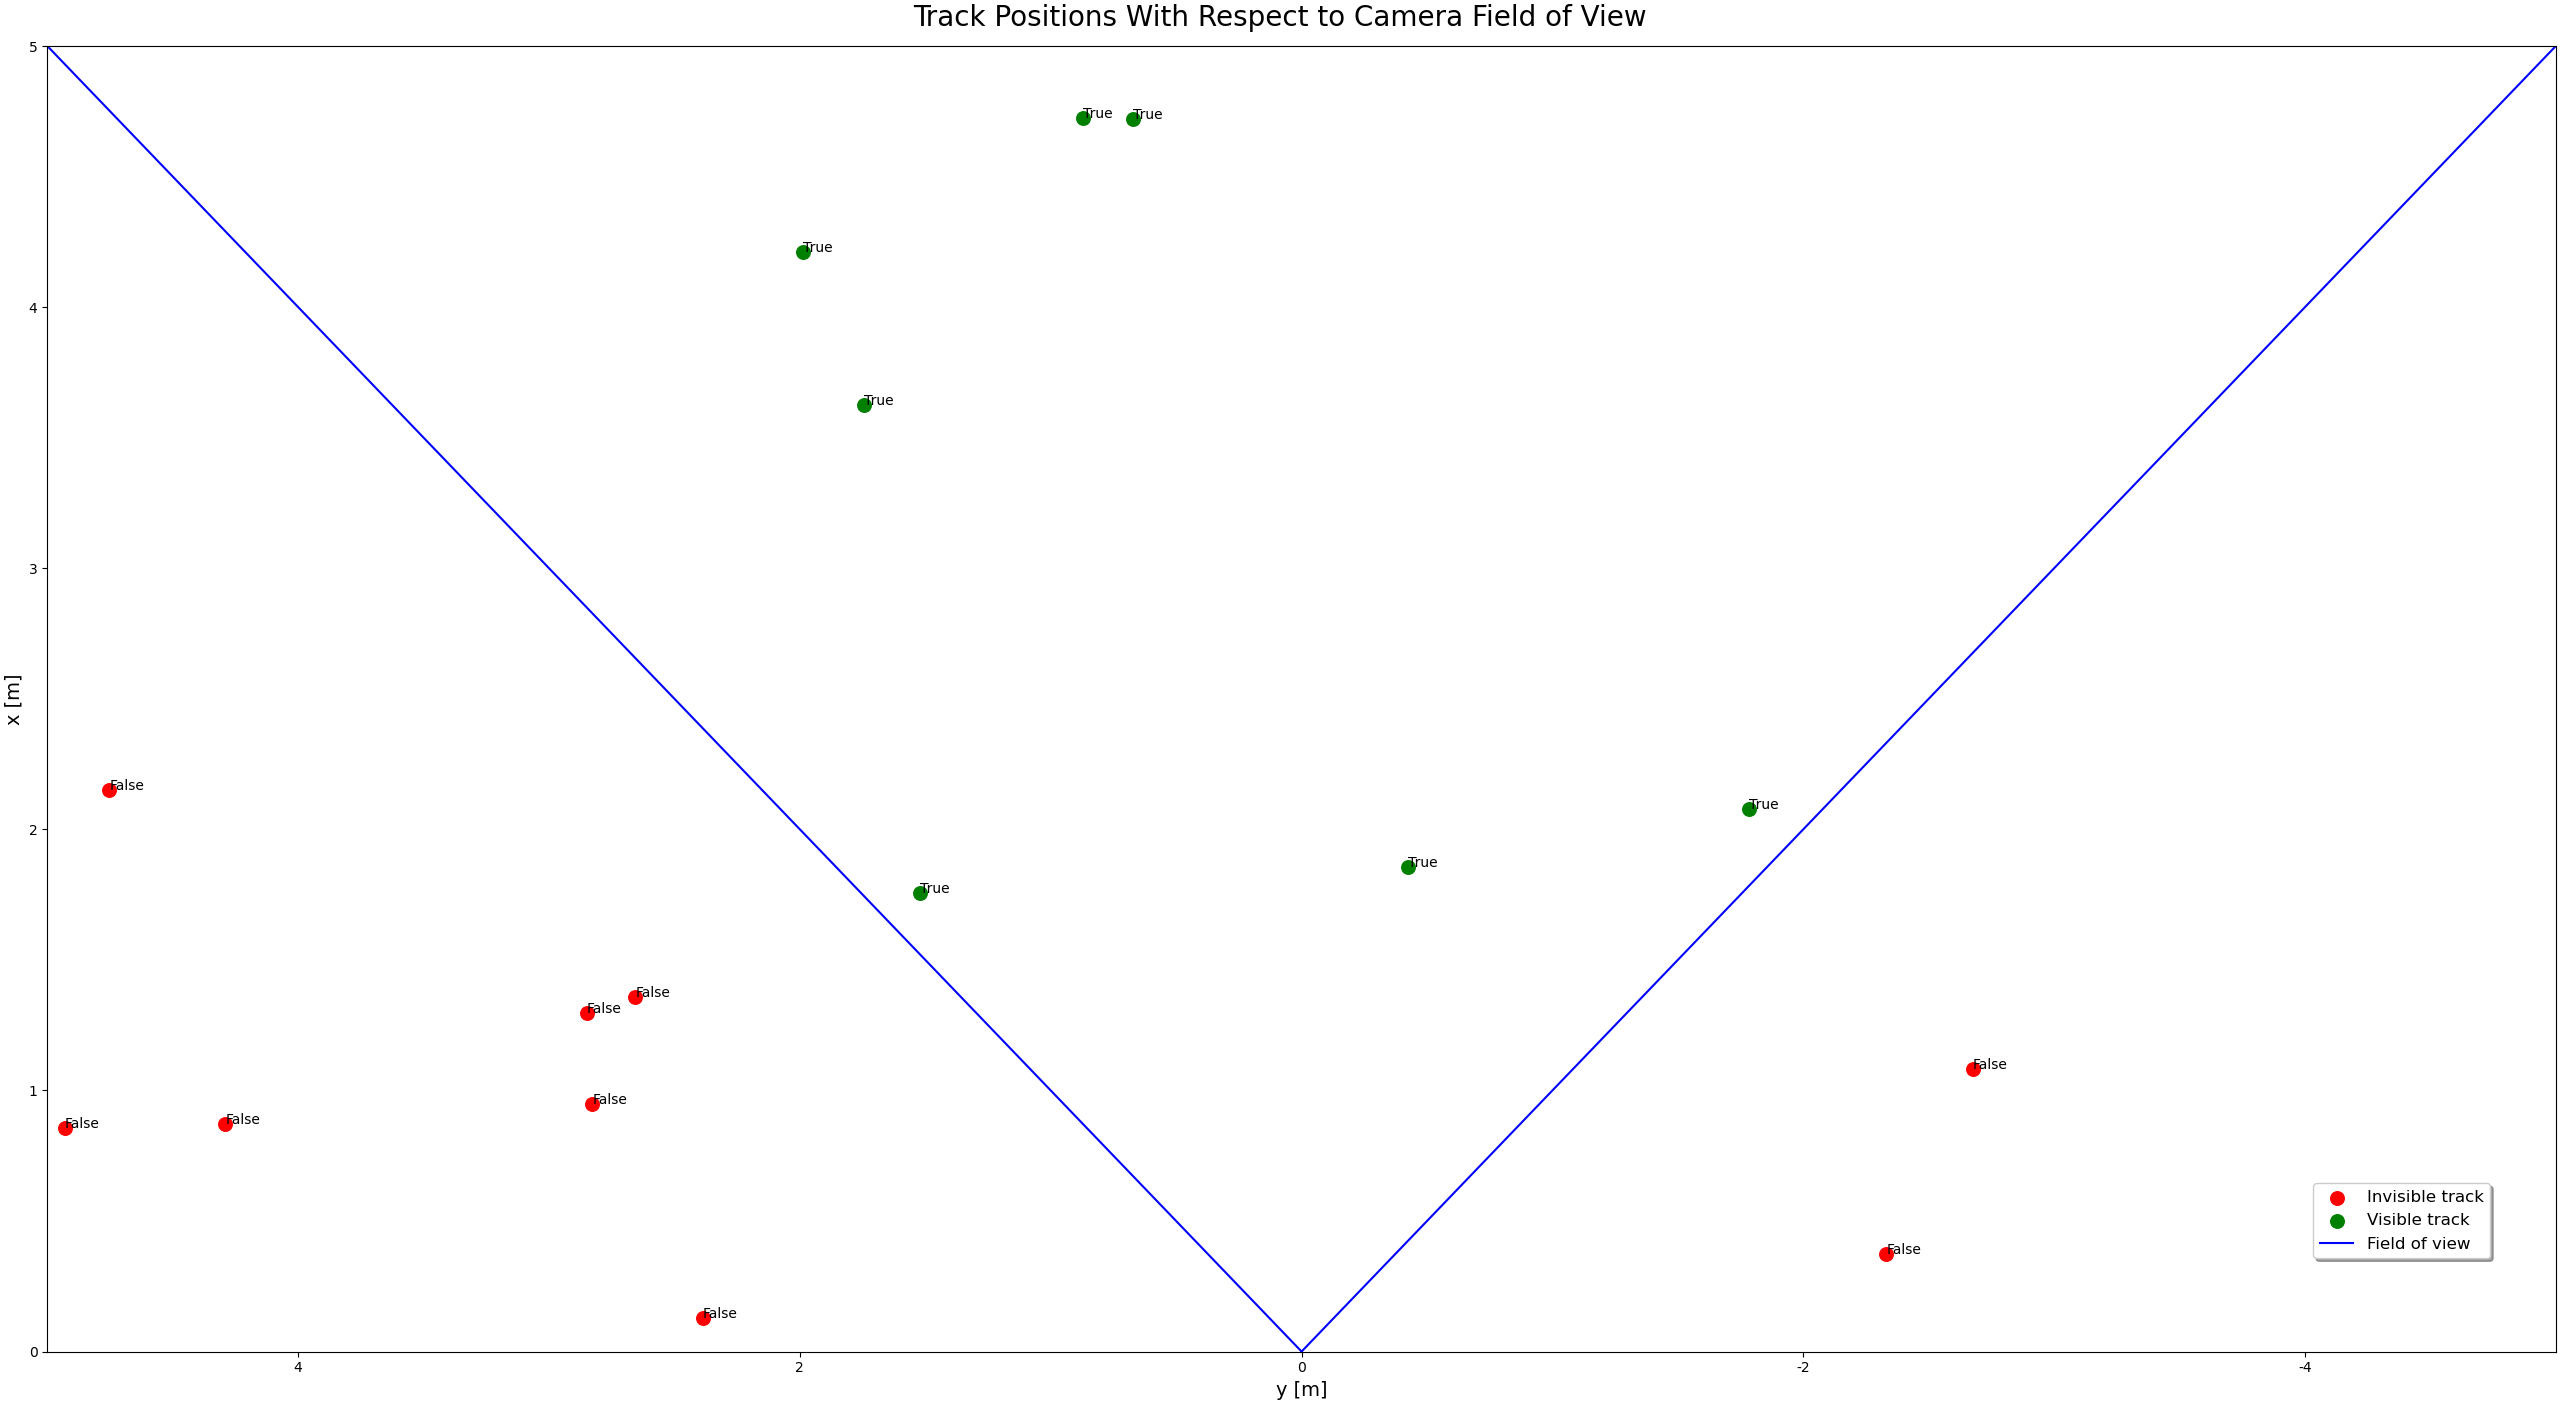 Track Positions With Respect to Camera Field of View
5
True
True
True
4
True
3
x [m]
False
2
True
True
True
False
False
1
False
False
False
False
Invisible track
Visible track
Field of view
False
False
0
4
2
0
-2
-4
y [m]